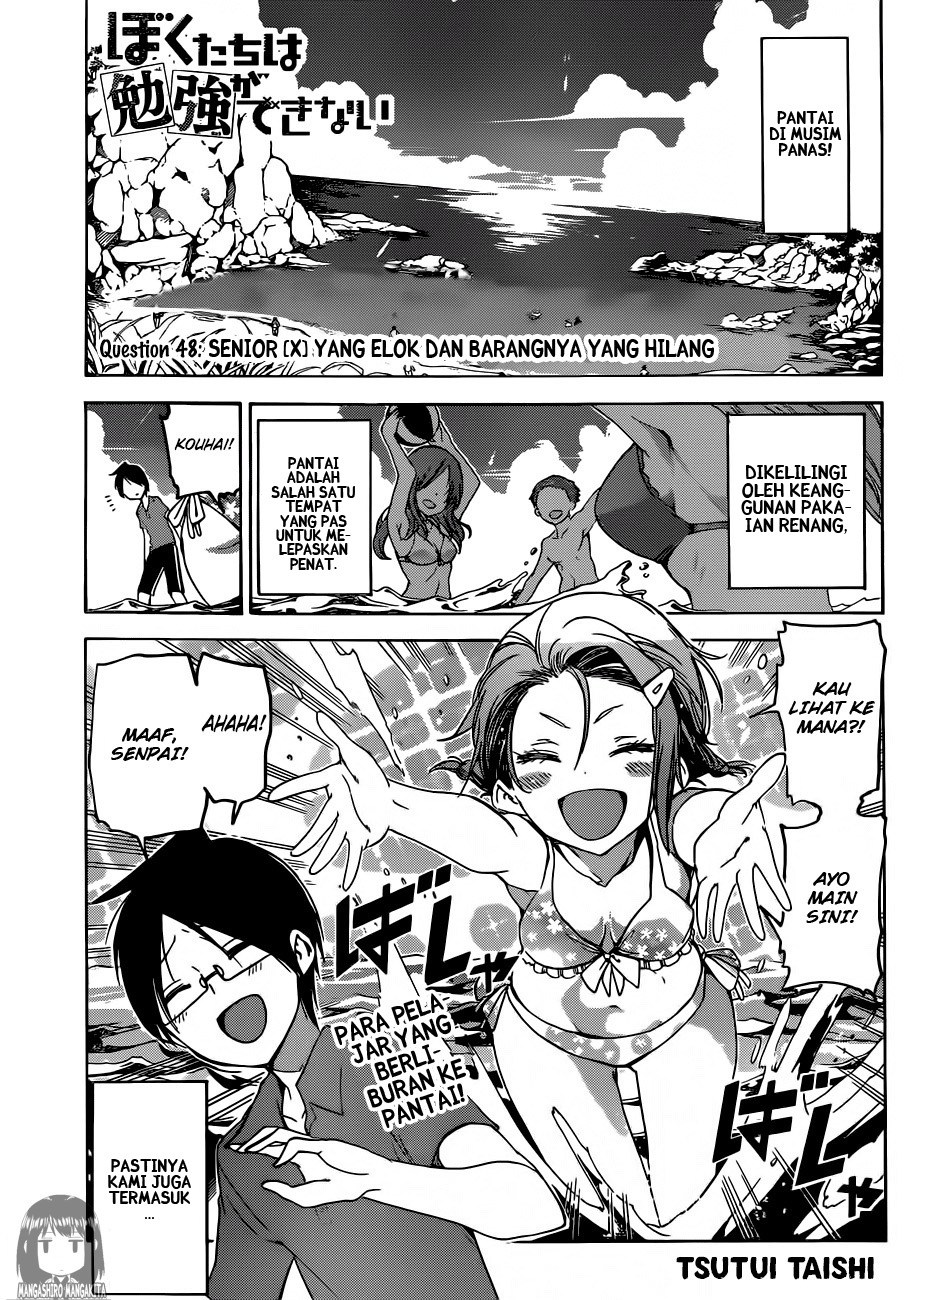 ぼくたちは
勉強ができない
PANTAI
DI MUSIM
PANAS!
Question 48: SENIOR [X] YANG ELOK DAN BARANGNYA YANG HILANG
DIKELILINGI
OLEH KEANG-
GUNAN PAKA-
IAN RENANG,
PANTAI
ADALAH
SALAH SATU
TEMPAT
YANG PAS
UNTUK ME-
LEPASKAN
PENAT.
KOUHAI!
KAU
LIHAT KE
MANA?!
AYO
MAIN
SINI!
AHAHA!
MAAF,
SENPAI!
ばしゃ
ばしゃ
PARA PELA-
JAR YANG
BERLI-
BURAN KE
PANTAI!
PASTINYA
KAMI JUGA
TERMASUK
...
TSUTUI TAISHI
MANGASHIRO MANGAKITA